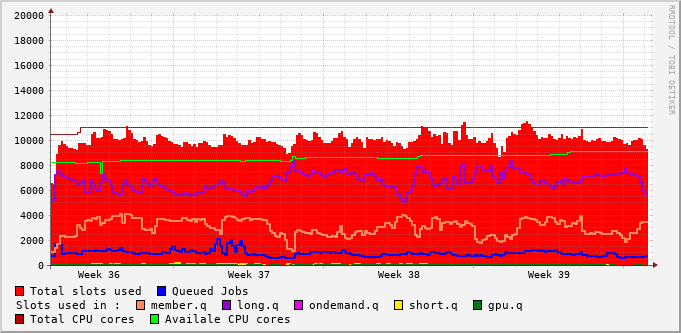 20000
18000
16000
14000
12000
10000
8000
6000
4000
2000
0
Week 36 Week 37 Week 38 Week 39
Total slots used Queued Jobs
Slots used in : member.q long.q ondemand.q short.q gpu.q
Total CPU cores Availale CPU cores
RRDTOOL / TOBI OETIKER